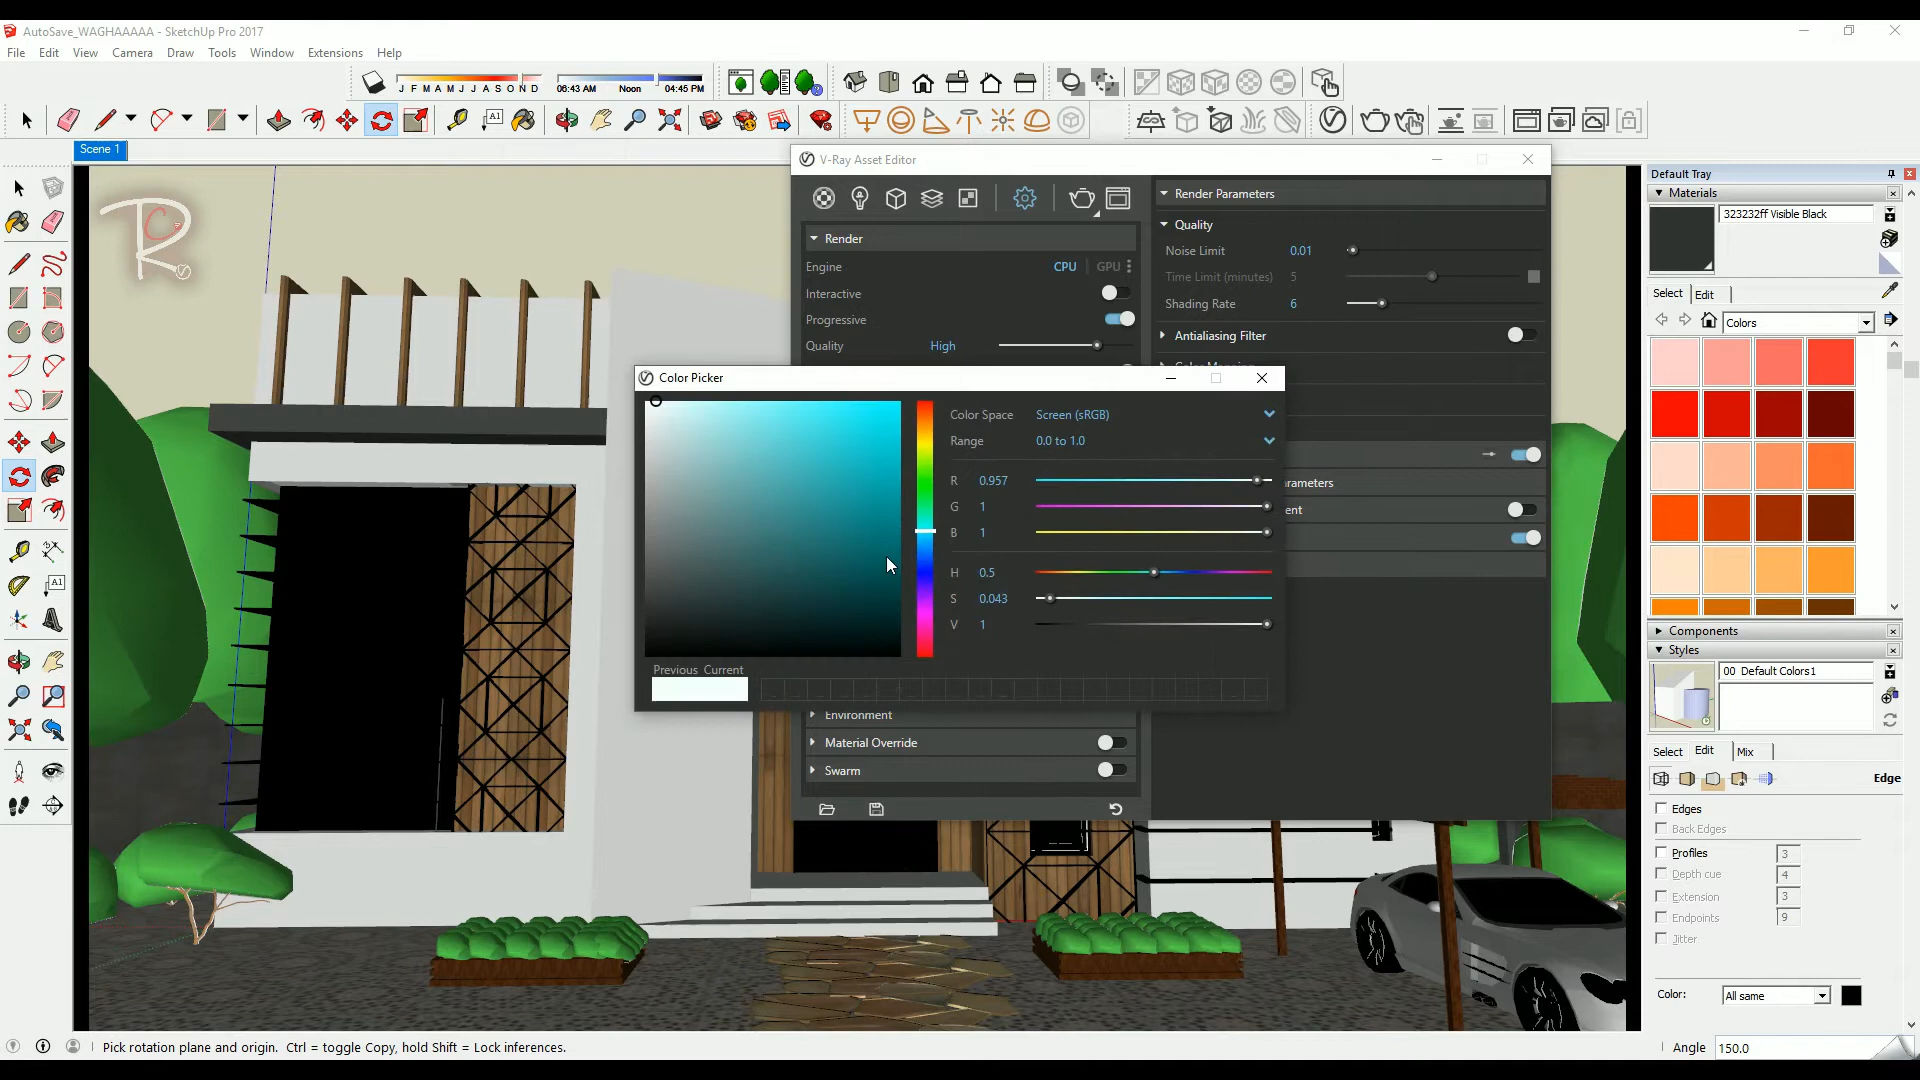 AutoSave_WAGHAAAAA - SketchUp Pro 2017
File Edit View Camera Draw Tools Window Extensions Help
J F M A M J J A S O N D 06:43 AM Noon 04:45 PM
A1
Scene 1
V-Ray Asset Editor
Default Tray
Materials
323232ff Visible Black
Select Edit
Colors
Render
Engine CPU GPU
Interactive
Progressive
Quality High
Render Parameters
Quality
Noise Limit 0.01
Time Limit (minutes) 5
Shading Rate 6
Antialiasing Filter
Color Picker
Color Space Screen (sRGB)
Range 0.0 to 1.0
R 0.957
G 1
B 1
H 0.5
S 0.043
V 1
Previous Current
Environment
Material Override
Swarm
A1
Components
Styles
00 Default Colors1
Select Edit Mix
Edge
Edges
Back Edges
Profiles 3
Depth cue 4
Extension 3
Endpoints 9
Jitter
Color: All same
Pick rotation plane and origin. Ctrl = toggle Copy, hold Shift = Lock inferences.
Angle 150.0